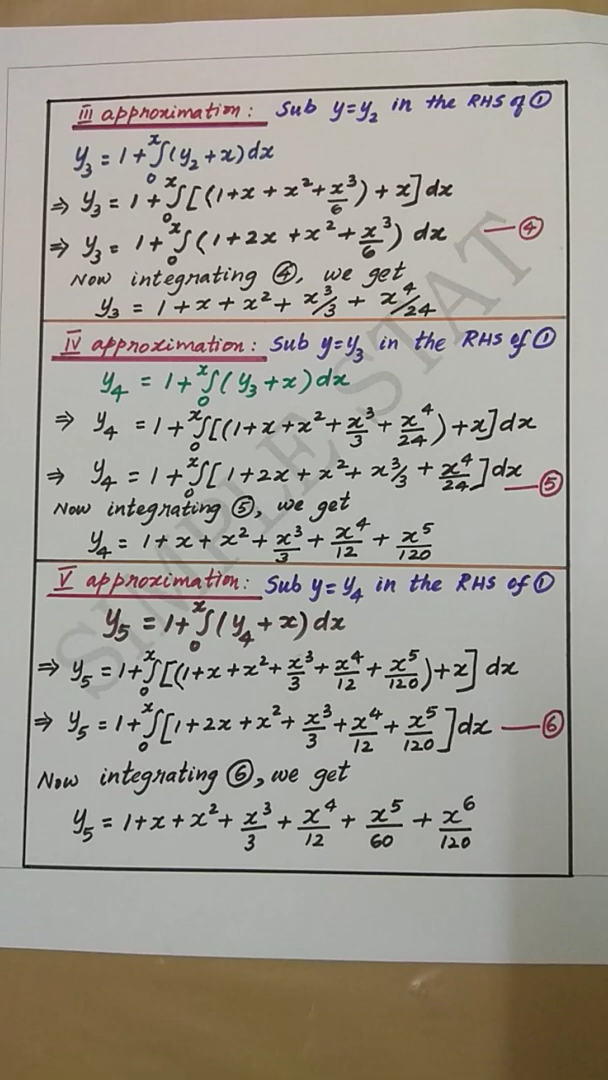 III approximation: Sub y=y₂ in the RHS of ①
y₃ = 1+∫₀ˣ(y₂+x)dx
⇒ y₃ = 1+∫₀ˣ[(1+x+x²+x³/6)+x]dx
⇒ y₃ = 1+∫₀ˣ(1+2x+x²+x³/6) dx —④
Now integrating ④, we get
y₃ = 1+x+x²+x³/3+x⁴/24
IV approximation: Sub y=y₃ in the RHS of ①
y₄ = 1+∫₀ˣ(y₃+x)dx
⇒ y₄ = 1+∫₀ˣ[(1+x+x²+x³/3+x⁴/24)+x]dx
⇒ y₄ = 1+∫₀ˣ[1+2x+x²+x³/3+x⁴/24]dx —⑤
Now integrating ⑤, we get
y₄ = 1+x+x²+x³/3+x⁴/12+x⁵/120
V approximation: Sub y=y₄ in the RHS of ①
y₅ = 1+∫₀ˣ(y₄+x)dx
⇒ y₅ = 1+∫₀ˣ[(1+x+x²+x³/3+x⁴/12+x⁵/120)+x]dx
⇒ y₅ = 1+∫₀ˣ[1+2x+x²+x³/3+x⁴/12+x⁵/120]dx —⑥
Now integrating ⑥, we get
y₅ = 1+x+x²+x³/3+x⁴/12+x⁵/60+x⁶/120
SIMPLE STAT